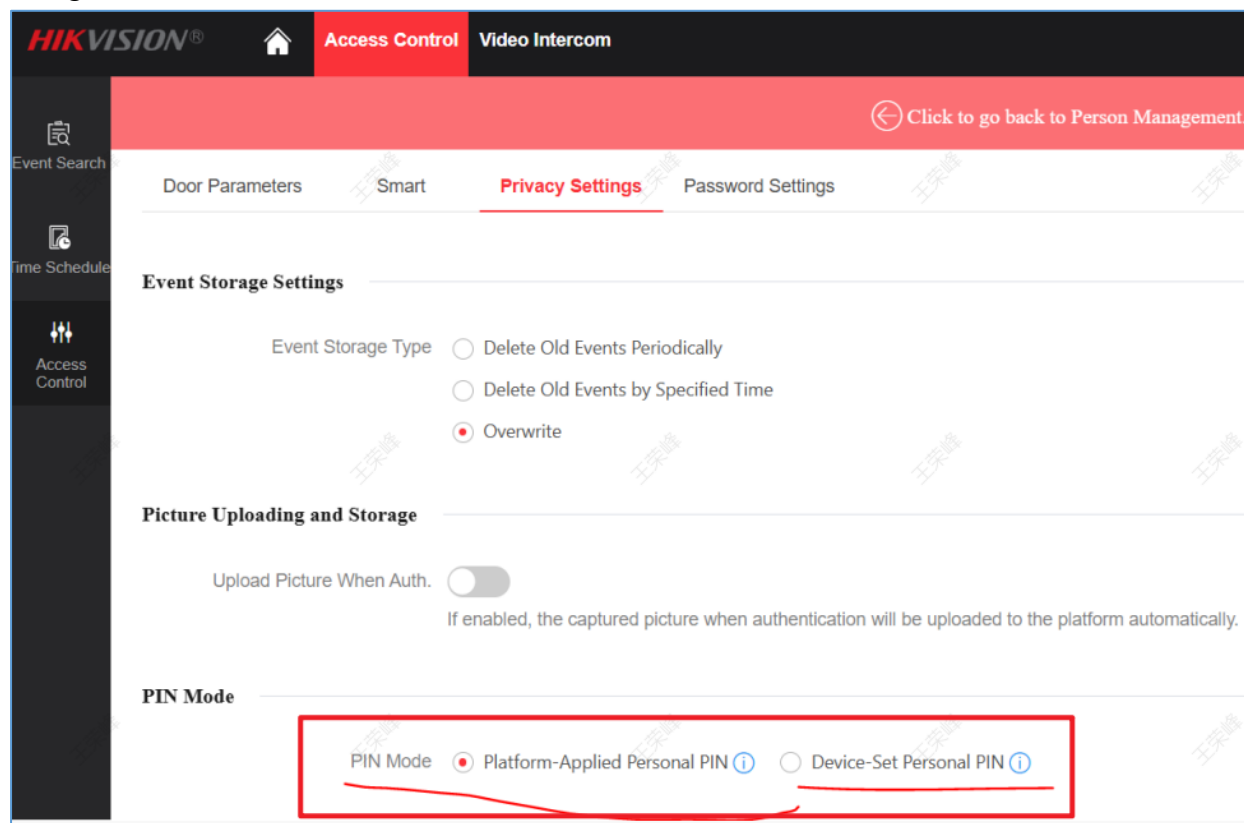 HIKVISION®
Access Control
Video Intercom
Click to go back to Person Management.
Event Search
Time Schedule
Access
Control
Door Parameters
Smart
Privacy Settings
Password Settings
Event Storage Settings
Event Storage Type
Delete Old Events Periodically
Delete Old Events by Specified Time
Overwrite
Picture Uploading and Storage
Upload Picture When Auth.
If enabled, the captured picture when authentication will be uploaded to the platform automatically.
PIN Mode
PIN Mode
Platform-Applied Personal PIN
Device-Set Personal PIN
王荣峰